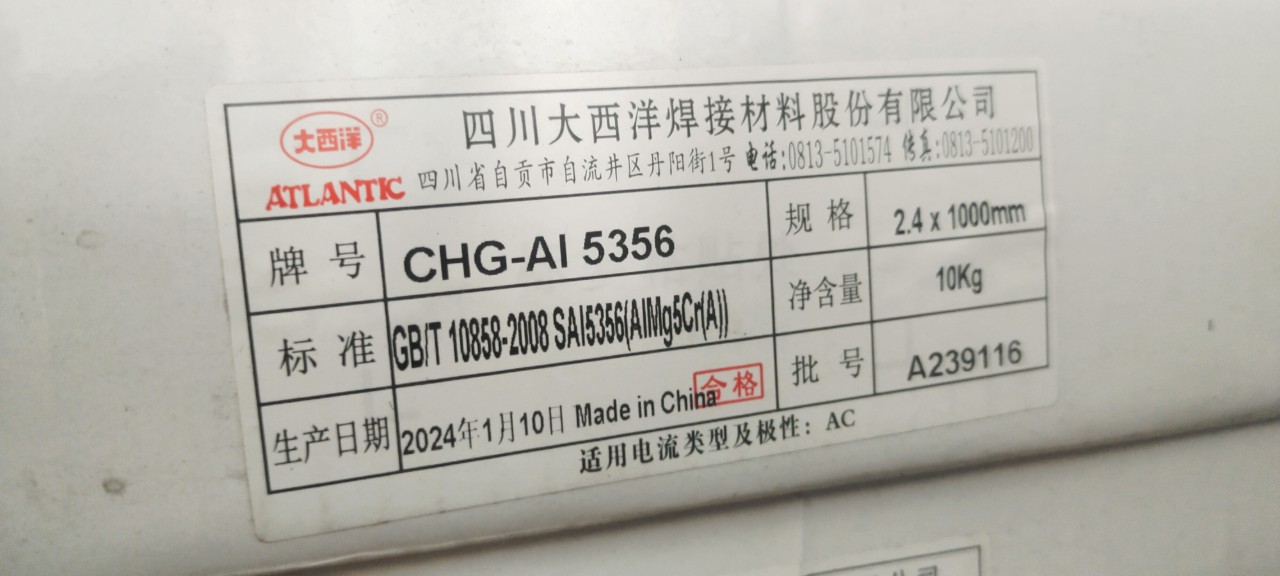 大西洋®
ATLANTIC
四川大西洋焊接材料股份有限公司
四川省自贡市自流井区丹阳街1号 电话:0813-5101574 传真:0813-5101200
牌号 CHG-Al 5356 规格 2.4 x 1000mm
标准 GB/T 10858-2008 SAl5356(AlMg5Cr(A)) 净含量 10Kg
生产日期 2024年1月10日 Made in China 合格 批号 A239116
适用电流类型及极性: AC
公司